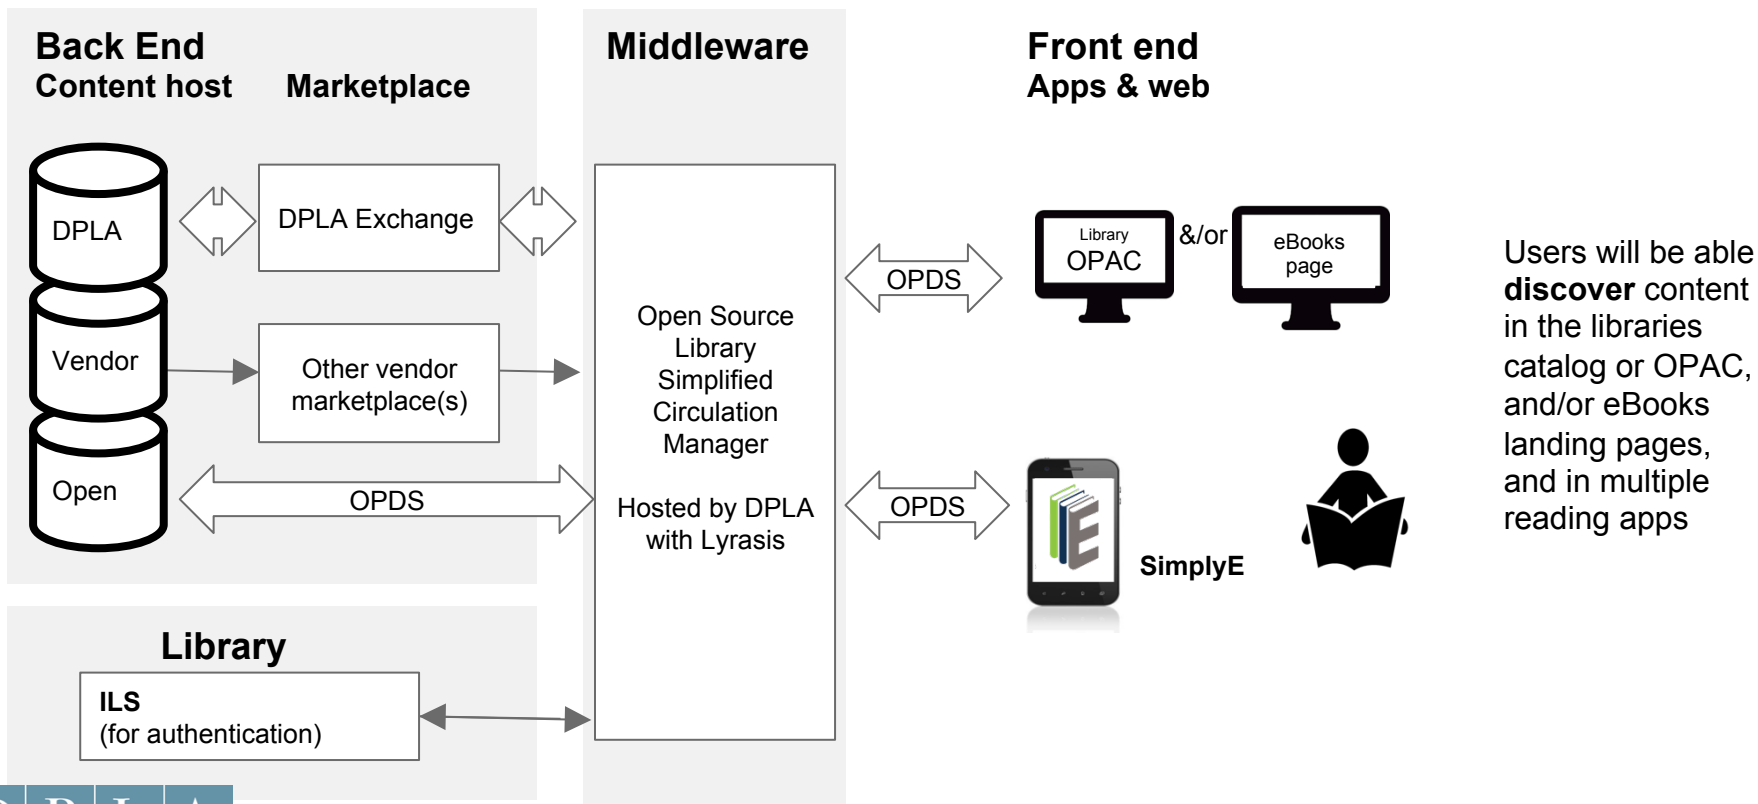 Back End
Content host
Marketplace
DPLA
DPLA Exchange
Vendor
Other vendor
marketplace(s)
Open
OPDS
Library
ILS
(for authentication)
Middleware
Open Source
Library
Simplified
Circulation
Manager
Hosted by DPLA
with Lyrasis
OPDS
OPDS
Front end
Apps & web
Library
OPAC
&/or
eBooks
page
E
SimplyE
Users will be able
discover content
in the libraries
catalog or OPAC,
and/or eBooks
landing pages,
and in multiple
reading apps